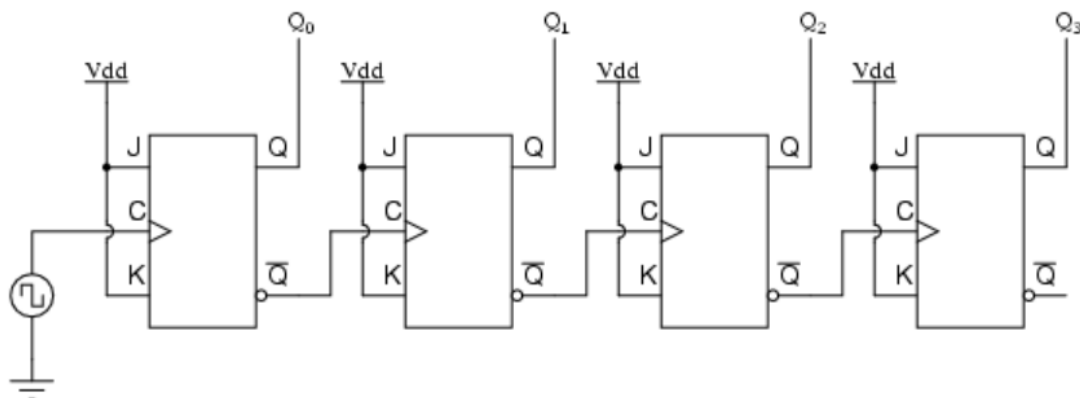 Q₀ Q₁ Q₂ Q₃
Vdd Vdd Vdd Vdd
J Q J Q J Q J Q
C C C C
K Q̅ K Q̅ K Q̅ K Q̅